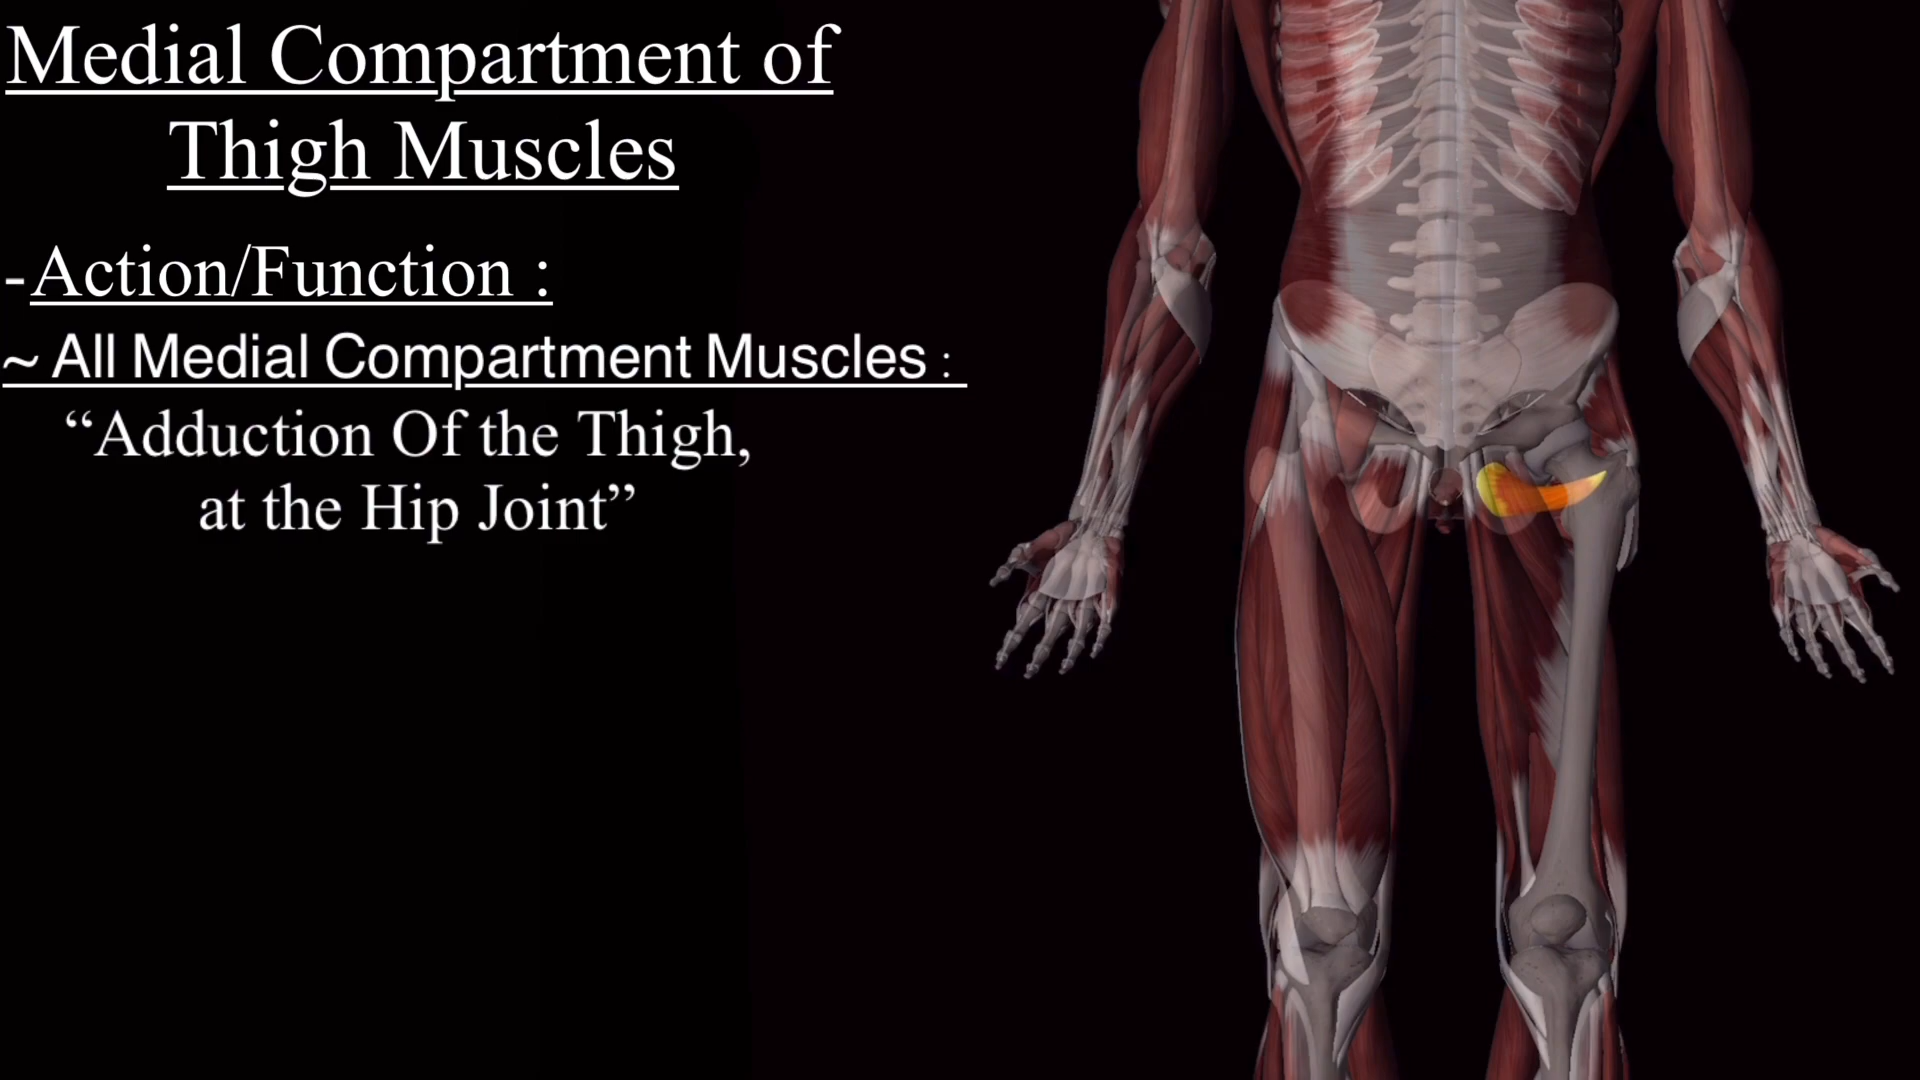 Medial Compartment of
Thigh Muscles
-Action/Function :
~ All Medial Compartment Muscles :
“Adduction Of the Thigh,
at the Hip Joint”